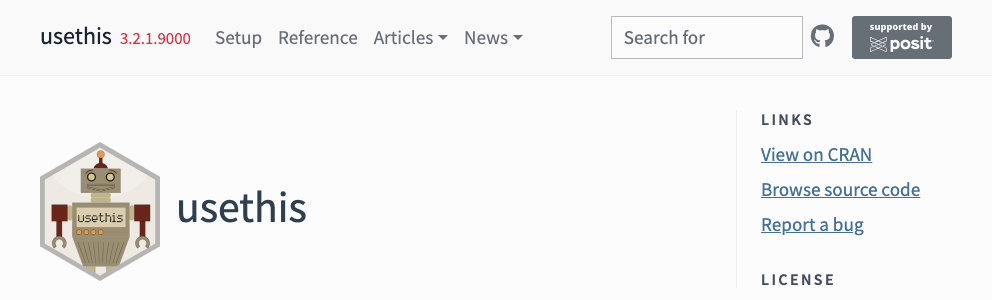 usethis 3.2.1.9000 Setup Reference Articles News Search for supported by
posit
usethis
usethis
LINKS
View on CRAN
Browse source code
Report a bug
LICENSE